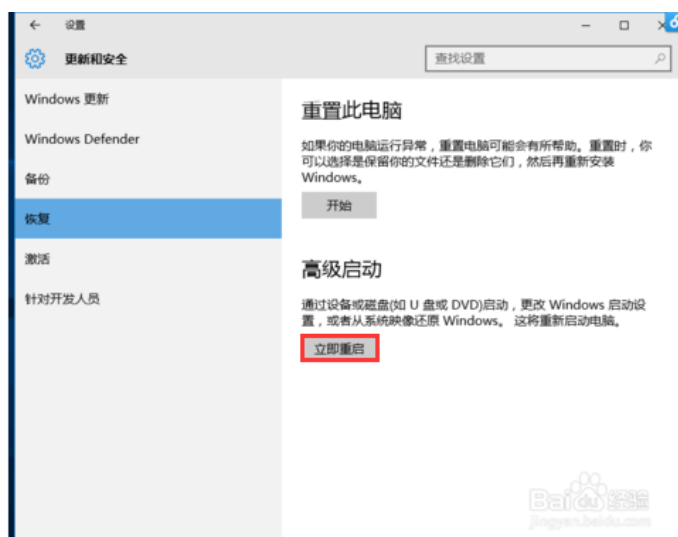 设置
更新和安全
查找设置
Windows 更新
Windows Defender
备份
恢复
激活
针对开发人员
重置此电脑
如果你的电脑运行异常，重置电脑可能会有所帮助。重置时，你
可以选择是保留你的文件还是删除它们，然后再重新安装
Windows。
开始
高级启动
通过设备或磁盘(如 U 盘或 DVD)启动，更改 Windows 启动设
置，或者从系统映像还原 Windows。 这将重新启动电脑。
立即重启
Bai du 经验
jingyan.baidu.com